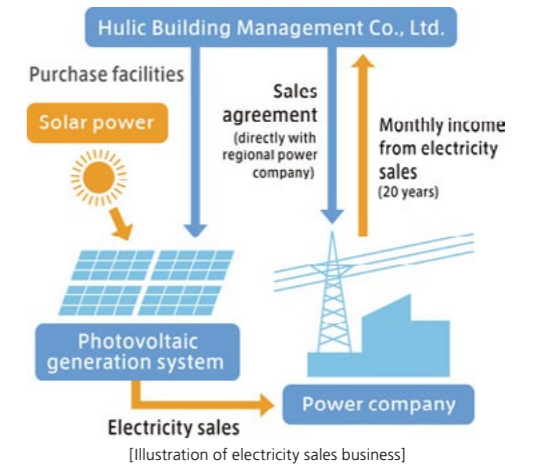 Hulic Building Management Co., Ltd.
Purchase facilities
Solar power
Sales
agreement
(directly with
regional power
company)
Monthly income
from electricity
sales
(20 years)
Photovoltaic
generation system
Power company
Electricity sales
[Illustration of electricity sales business]